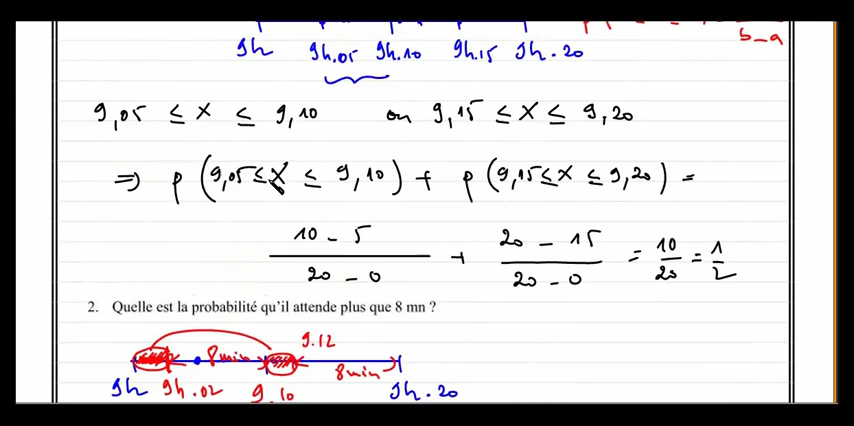 b_a
9h 9h.05 9h.10 9h.15 9h.20
9,05 ≤ X ≤ 9,10 ou 9,15 ≤ X ≤ 9,20
⇒ p (9,05 ≤ X ≤ 9,10) + p (9,15 ≤ X ≤ 9,20) =
10 - 5 / 20 - 0 + 20 - 15 / 20 - 0 = 10/20 = 1/2
2. Quelle est la probabilité qu'il attende plus que 8 mn ?
9.12
8min 8min
9h 9h.02 9.10 9h.20